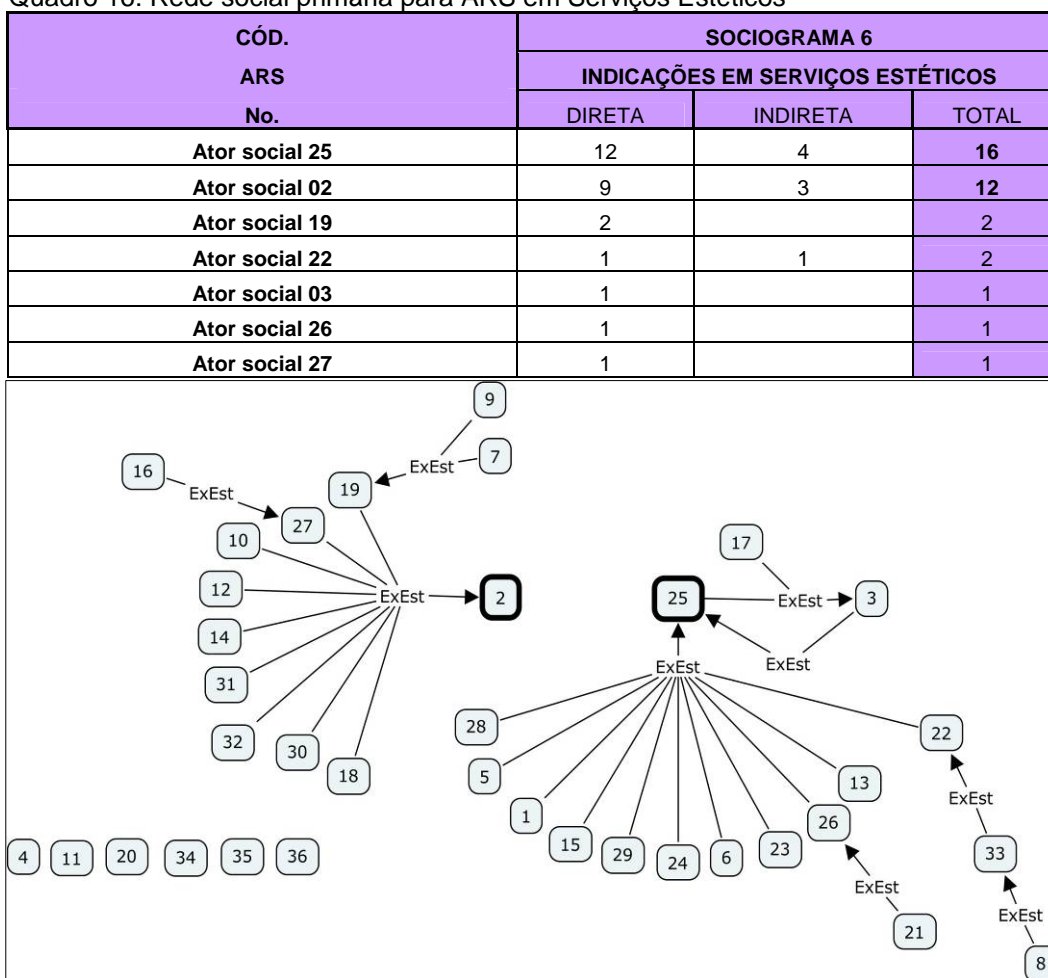 Quadro 10: Rede social primária para ARS em Serviços Estéticos
CÓD. SOCIOGRAMA 6
ARS INDICAÇÕES EM SERVIÇOS ESTÉTICOS
No. DIRETA INDIRETA TOTAL
Ator social 25 12 4 16
Ator social 02 9 3 12
Ator social 19 2 2
Ator social 22 1 1 2
Ator social 03 1 1
Ator social 26 1 1
Ator social 27 1 1
9
7
ExEst
16
19
ExEst
27
10
17
12
ExEst
2
25
ExEst
3
14
ExEst
ExEst
31
28
22
32
30
18
5
13
ExEst
1
26
15
29
24
6
23
4 11 20 34 35 36
33
ExEst
ExEst
21
8